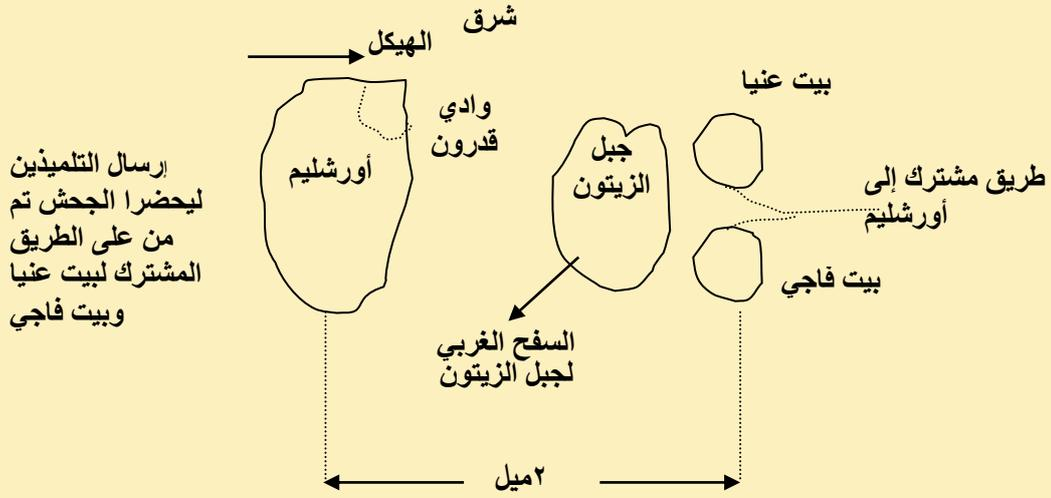 شرق
الهيكل
بيت عنيا
وادي
قدرون
جبل
الزيتون
أورشليم
طريق مشترك إلى
أورشليم
إرسال التلميذين
ليحضرا الجحش تم
من على الطريق
المشترك لبيت عنيا
وبيت فاجي
بيت فاجي
السفح الغربي
لجبل الزيتون
٢ميل